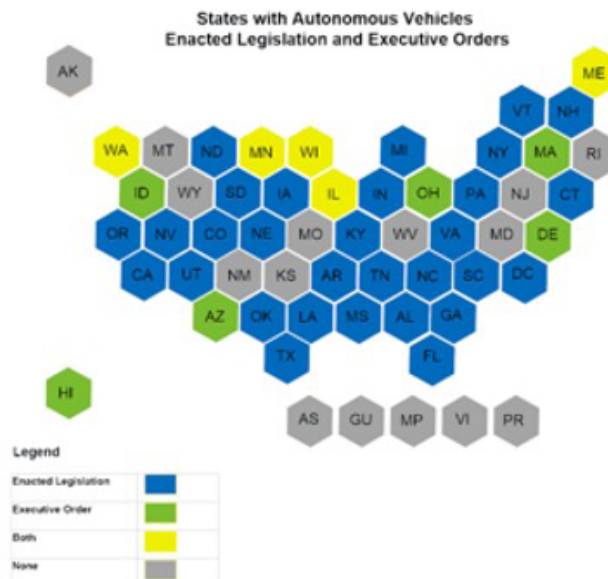 States with Autonomous Vehicles
Enacted Legislation and Executive Orders
AK
ME
VT NH
WA MT ND MN WI MI NY MA RI
ID WY SD IA IL IN OH PA NJ CT
OR NV CO NE MO KY WV VA MD DE
CA UT NM KS AR TN NC SC DC
AZ OK LA MS AL GA
TX FL
HI
AS GU MP VI PR
Legend
Enacted Legislation
Executive Order
Both
None